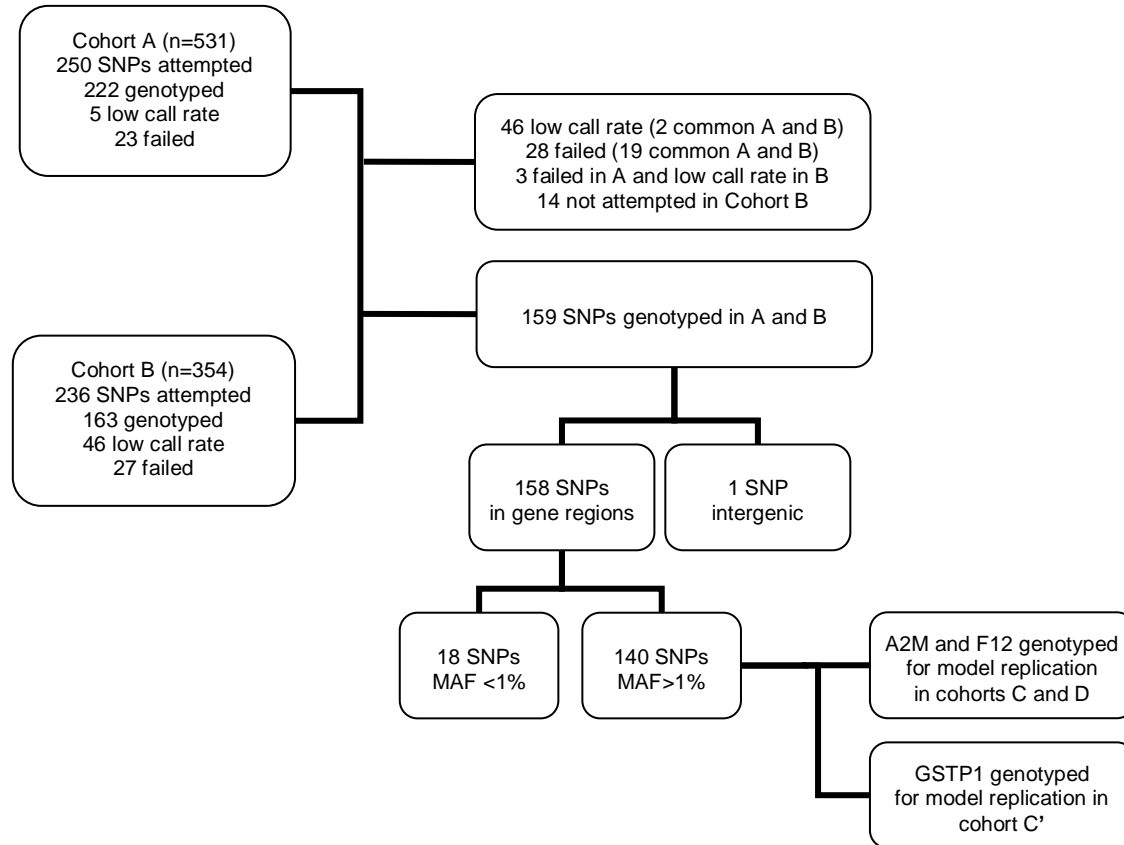 Cohort A (n=531)
250 SNPs attempted
222 genotyped
5 low call rate
23 failed
46 low call rate (2 common A and B)
28 failed (19 common A and B)
3 failed in A and low call rate in B
14 not attempted in Cohort B
159 SNPs genotyped in A and B
Cohort B (n=354)
236 SNPs attempted
163 genotyped
46 low call rate
27 failed
158 SNPs
in gene regions
1 SNP
intergenic
18 SNPs
MAF <1%
140 SNPs
MAF>1%
A2M and F12 genotyped
for model replication
in cohorts C and D
GSTP1 genotyped
for model replication in
cohort C’